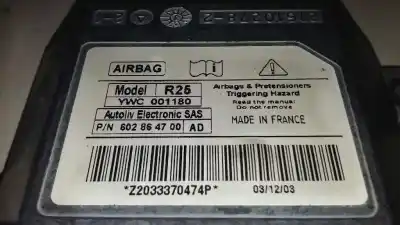 AIRBAG
Model R25
YWC 001180
Autoliv Electronic SAS
P/N 602 86 47 00 AD
Airbags & Pretensioners
Triggering Hazard
Read the manual
Do not remove
MADE IN FRANCE
*Z2033370474P*
03/12/03